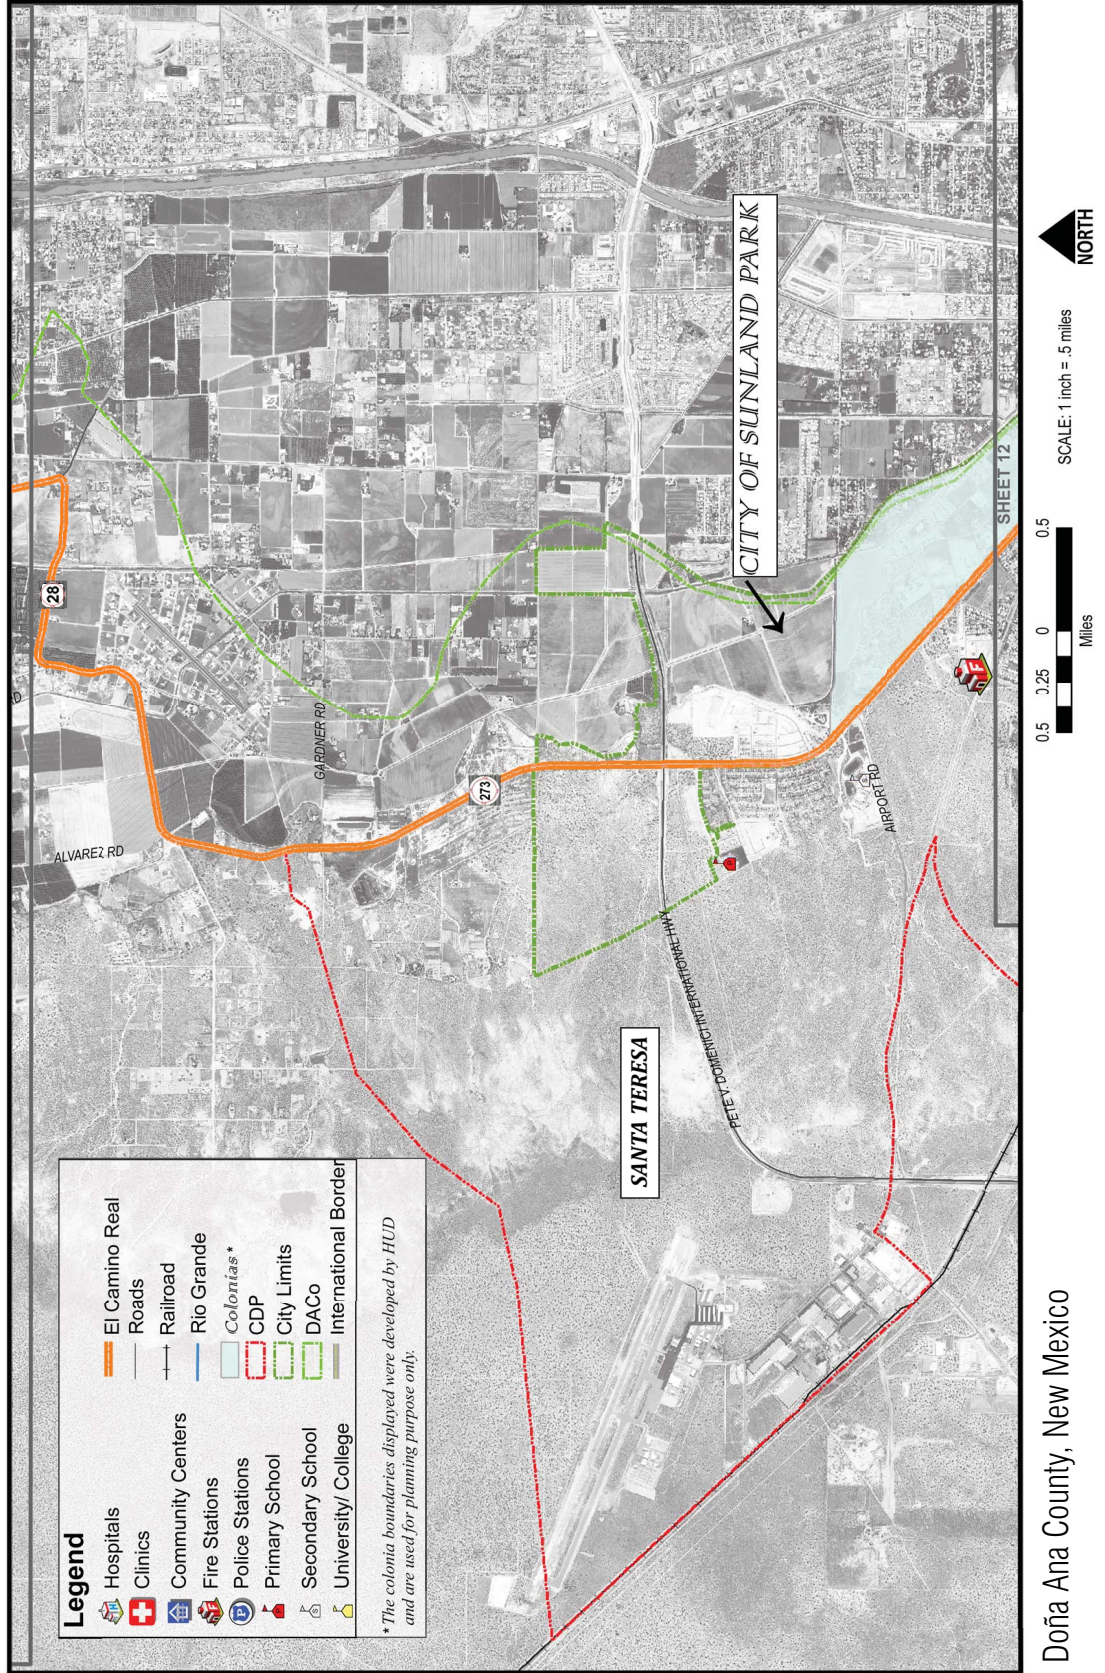 Legend
Hospitals
Clinics
Community Centers
Fire Stations
Police Stations
Primary School
Secondary School
University/ College
El Camino Real
Roads
Railroad
Rio Grande
Colonias *
CDP
City Limits
DACo
International Border
* The colonia boundaries displayed were developed by HUD
and are used for planning purpose only.
ALVAREZ RD
RD
28
GARDNER RD
273
SANTA TERESA
PETE V. DOMENICI INTERNATIONAL HWY
AIRPORT RD
CITY OF SUNLAND PARK
SHEET 12
Doña Ana County, New Mexico
0.5 0.25 0 0.5
Miles
SCALE: 1 inch = .5 miles
NORTH